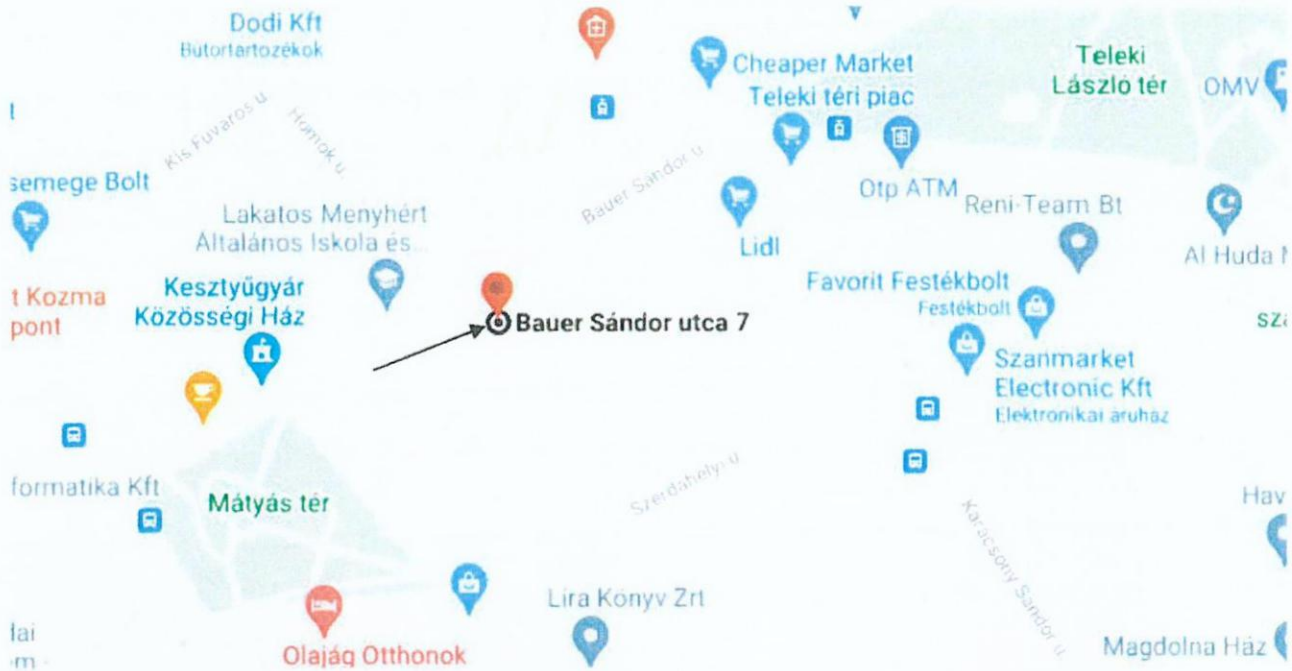 Dodi Kft
Bútortartozékok
Kis Fuvaros u
Homok u
Cheaper Market
Teleki téri piac
Teleki
László tér
OMV
semege Bolt
Bauer Sándor u
Otp ATM
Reni-Team Bt
Lakatos Menyhért
Általános Iskola és...
Lidl
Al Huda
t Kozma
pont
Kesztyűgyár
Közösségi Ház
Bauer Sándor utca 7
Favorit Festékbolt
Festékbolt
Szanmarket
Electronic Kft
Elektronikai áruház
formatika Kft
Mátyás tér
Szerdahelyi u
Hav
Karácsony Sándor u
Lira Könyv Zrt
Olajág Otthonok
Magdolna Ház